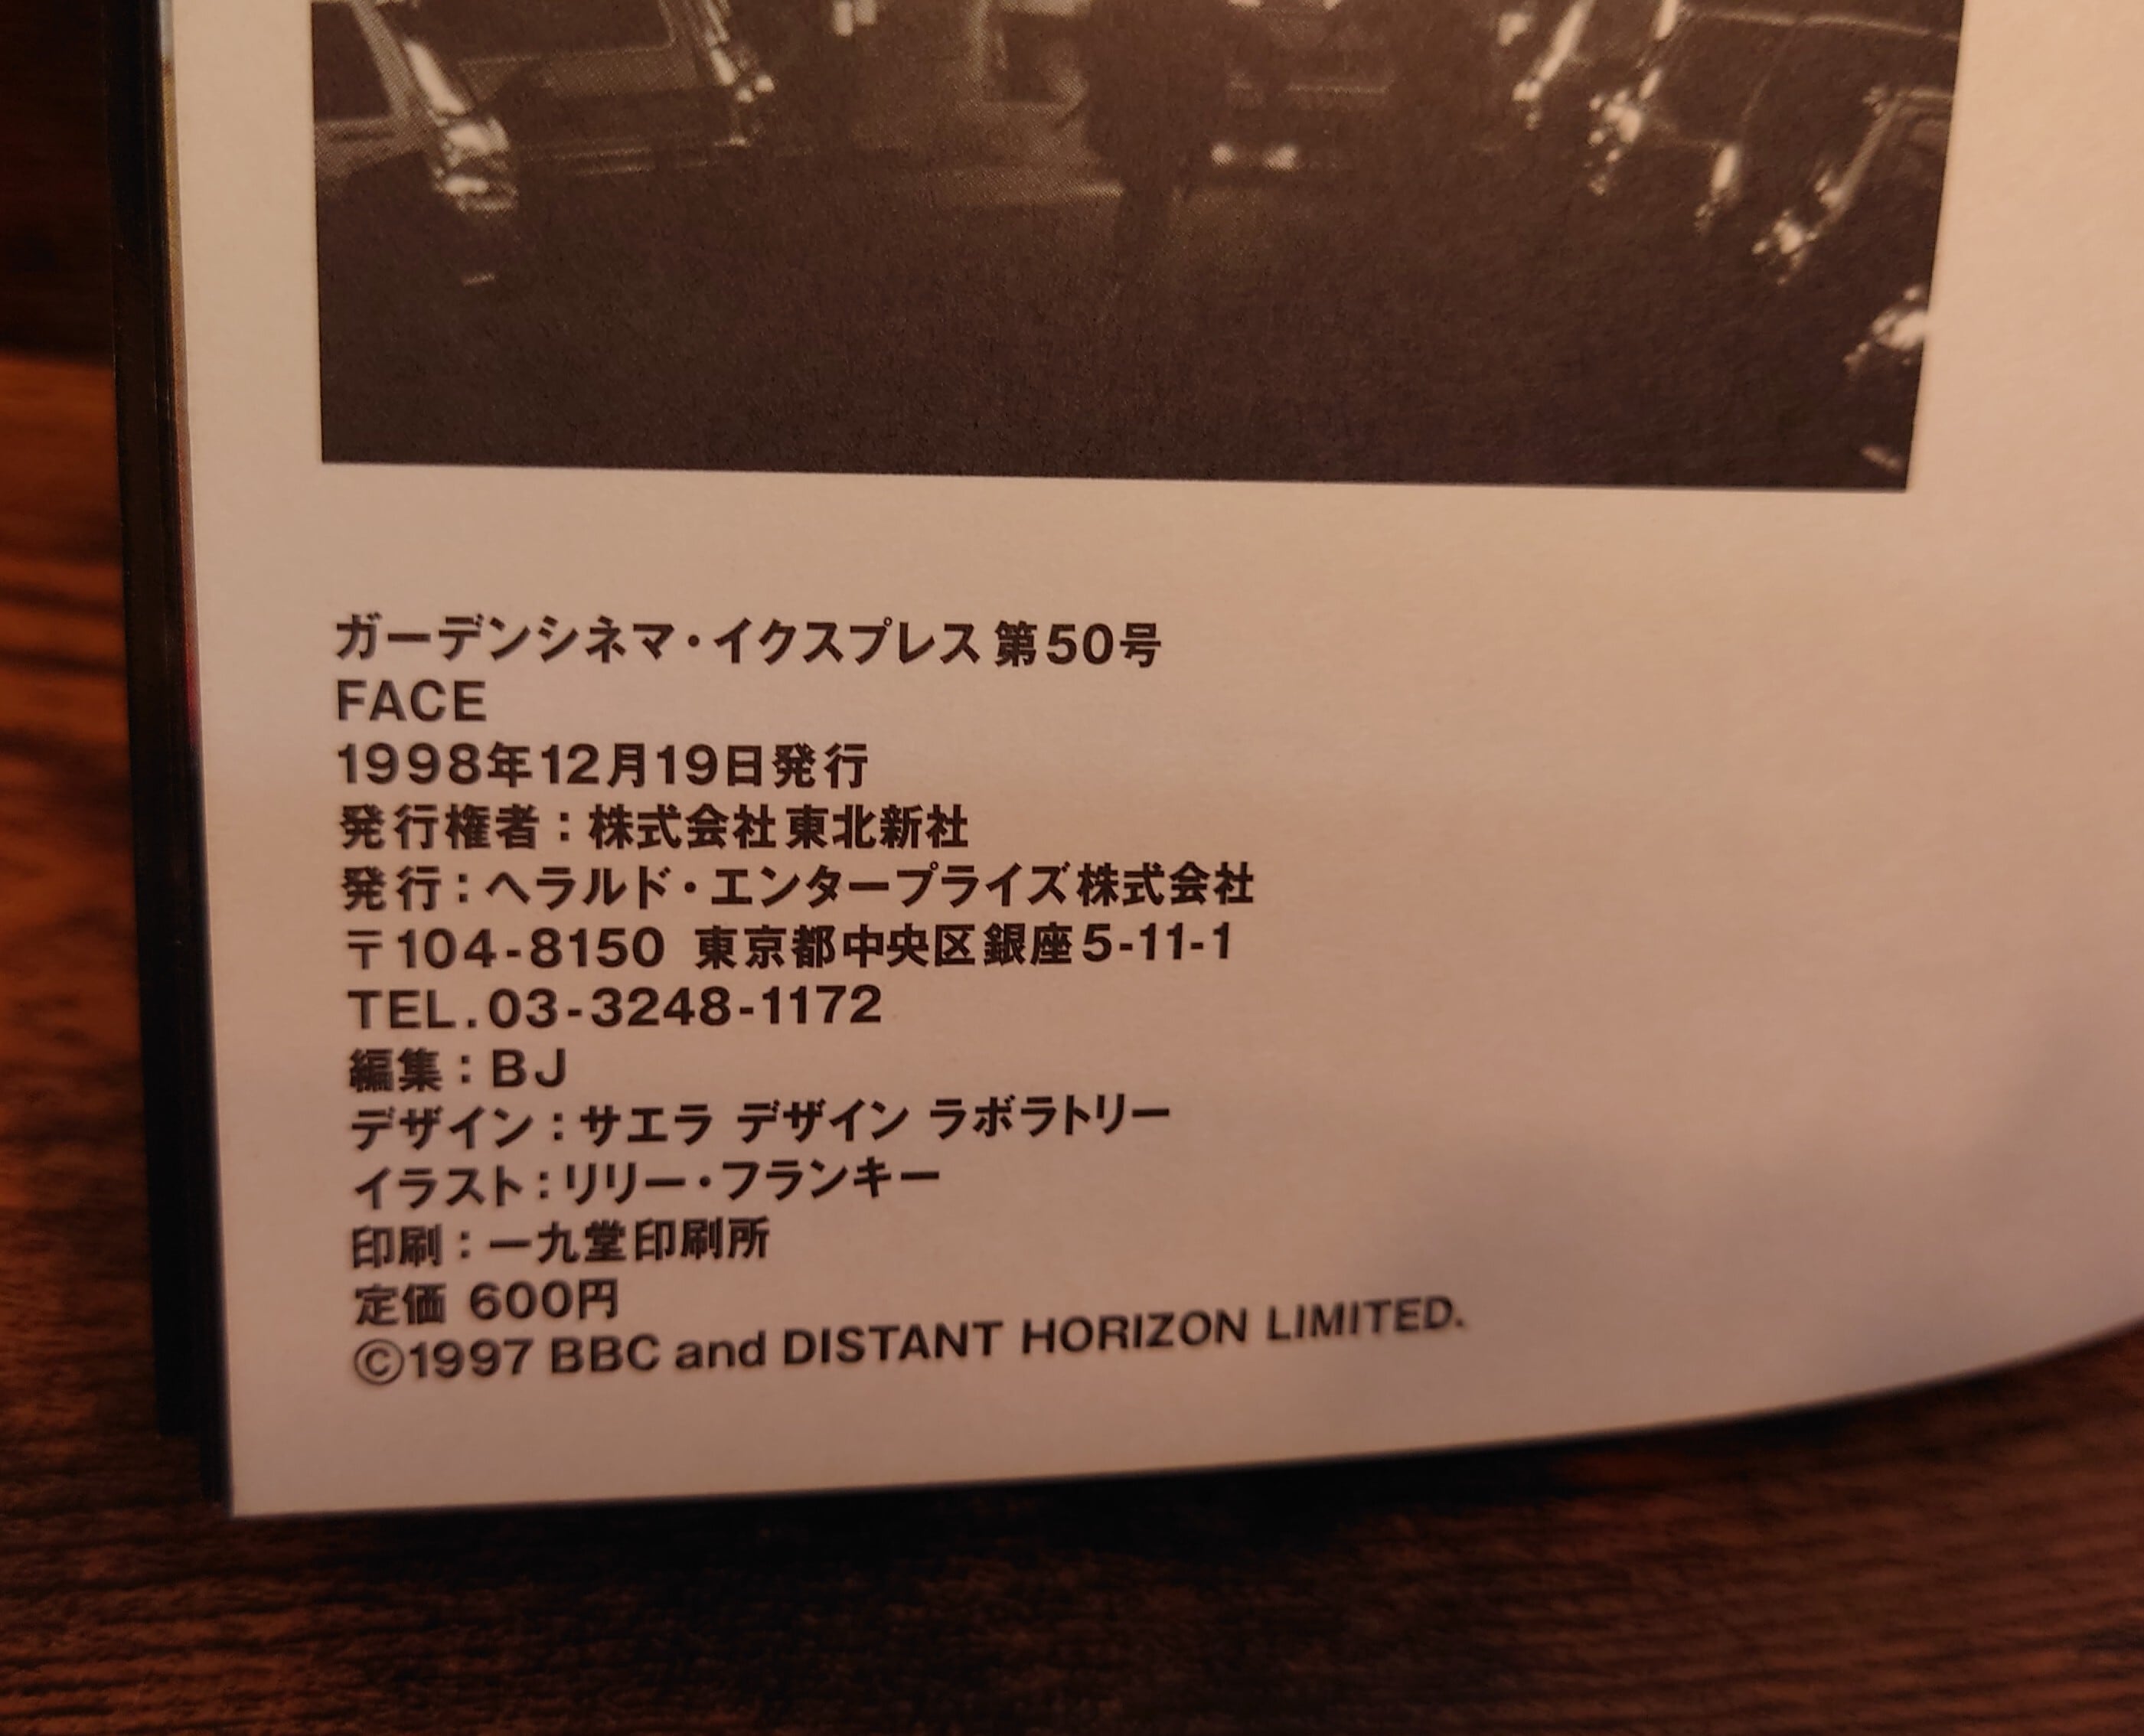 ガーデンシネマ・イクスプレス 第50号
FACE
1998年12月19日発行
発行権者：株式会社東北新社
発行：ヘラルド・エンタープライズ株式会社
〒104-8150 東京都中央区銀座5-11-1
TEL.03-3248-1172
編集：BJ
デザイン：サエラ デザイン ラボラトリー
イラスト：リリー・フランキー
印刷：一九堂印刷所
定価 600円
©1997 BBC and DISTANT HORIZON LIMITED.